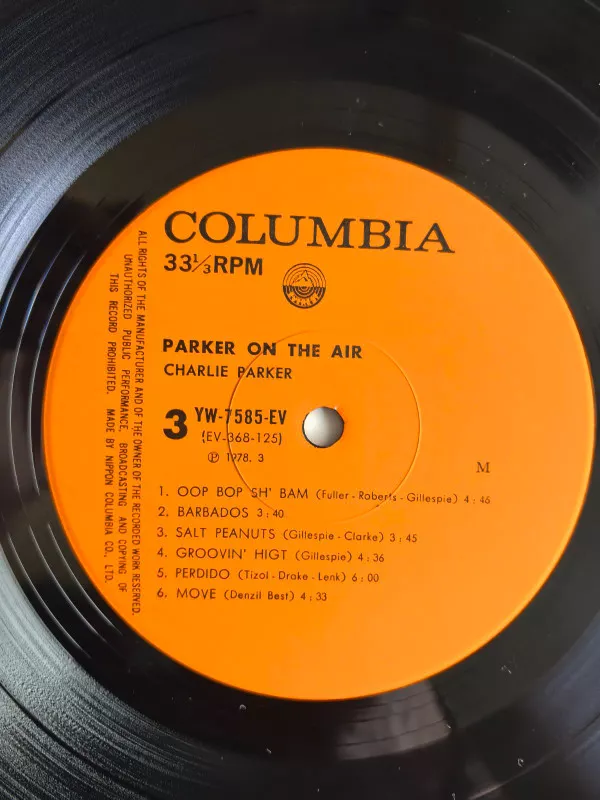 COLUMBIA
33⅓RPM
PARKER ON THE AIR
CHARLIE PARKER
3 YW-7585-EV
(EV-368-125)
Ⓟ 1978. 3
M
1. OOP BOP SH' BAM (Fuller - Roberts - Gillespie) 4 : 46
2. BARBADOS 3 : 40
3. SALT PEANUTS (Gillespie - Clarke) 3 : 45
4. GROOVIN' HIGT (Gillespie) 4 : 36
5. PERDIDO (Tizol - Drake - Lenk) 6 : 00
6. MOVE (Denzil Best) 4 : 33
ALL RIGHTS OF THE MANUFACTURER AND OF THE OWNER OF THE RECORDED WORK RESERVED.
UNAUTHORIZED PUBLIC PERFORMANCE, BROADCASTING AND COPYING OF
THIS RECORD PROHIBITED. MADE BY NIPPON COLUMBIA CO., LTD.